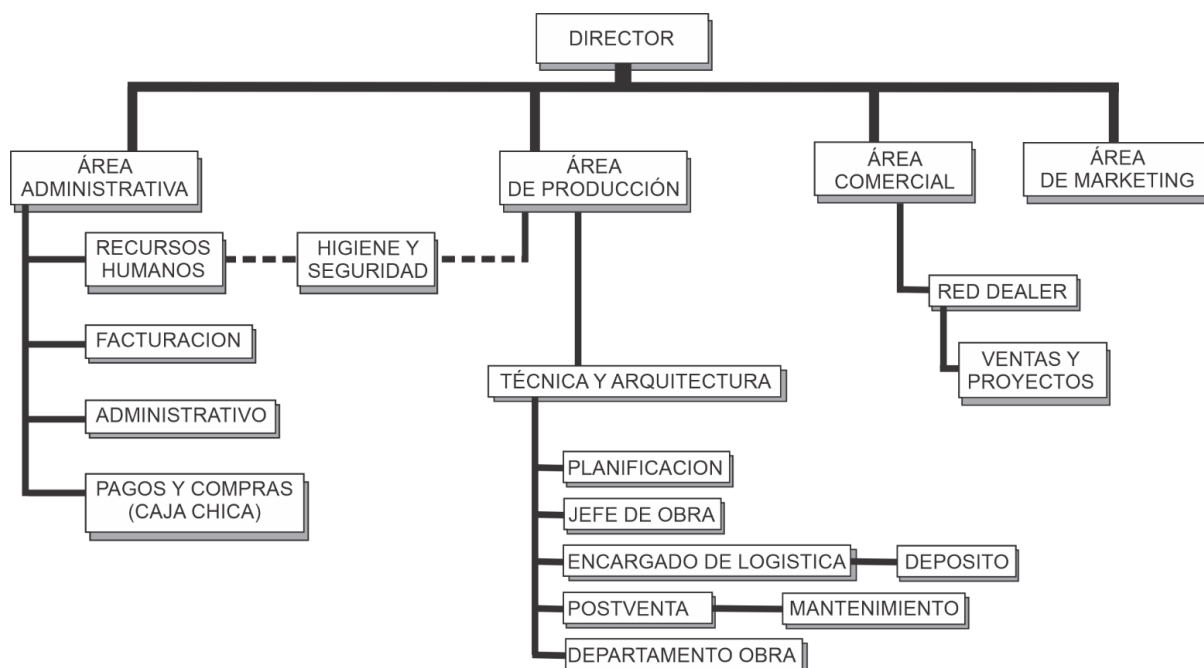 DIRECTOR
ÁREA
ADMINISTRATIVA
ÁREA
DE PRODUCCIÓN
ÁREA
COMERCIAL
ÁREA
DE MARKETING
RECURSOS
HUMANOS
HIGIENE Y
SEGURIDAD
RED DEALER
FACTURACION
VENTAS Y
PROYECTOS
TÉCNICA Y ARQUITECTURA
ADMINISTRATIVO
PLANIFICACION
PAGOS Y COMPRAS
(CAJA CHICA)
JEFE DE OBRA
ENCARGADO DE LOGISTICA
DEPOSITO
POSTVENTA
MANTENIMIENTO
DEPARTAMENTO OBRA